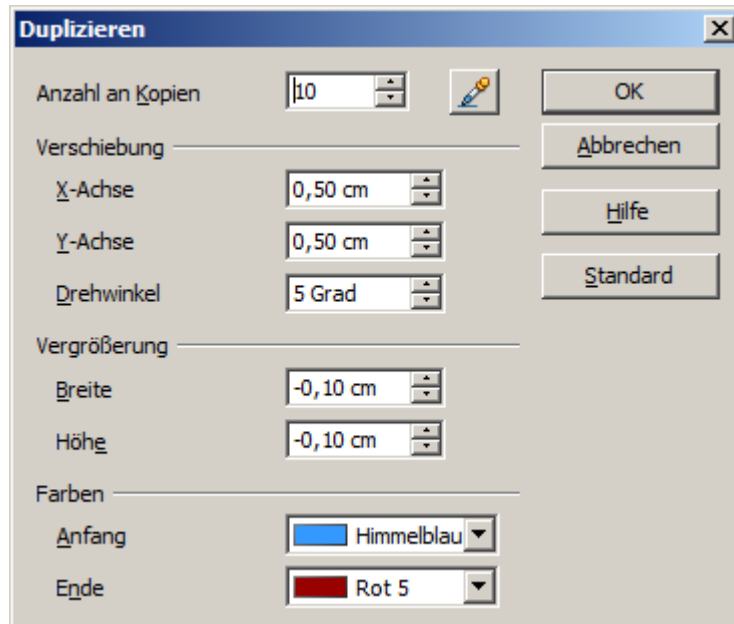 Duplizieren
Anzahl an Kopien 10 OK
Verschiebung Abbrechen
X-Achse 0,50 cm Hilfe
Y-Achse 0,50 cm
Drehwinkel 5 Grad Standard
Vergrößerung
Breite -0,10 cm
Höhe -0,10 cm
Farben
Anfang Himmelblau
Ende Rot 5